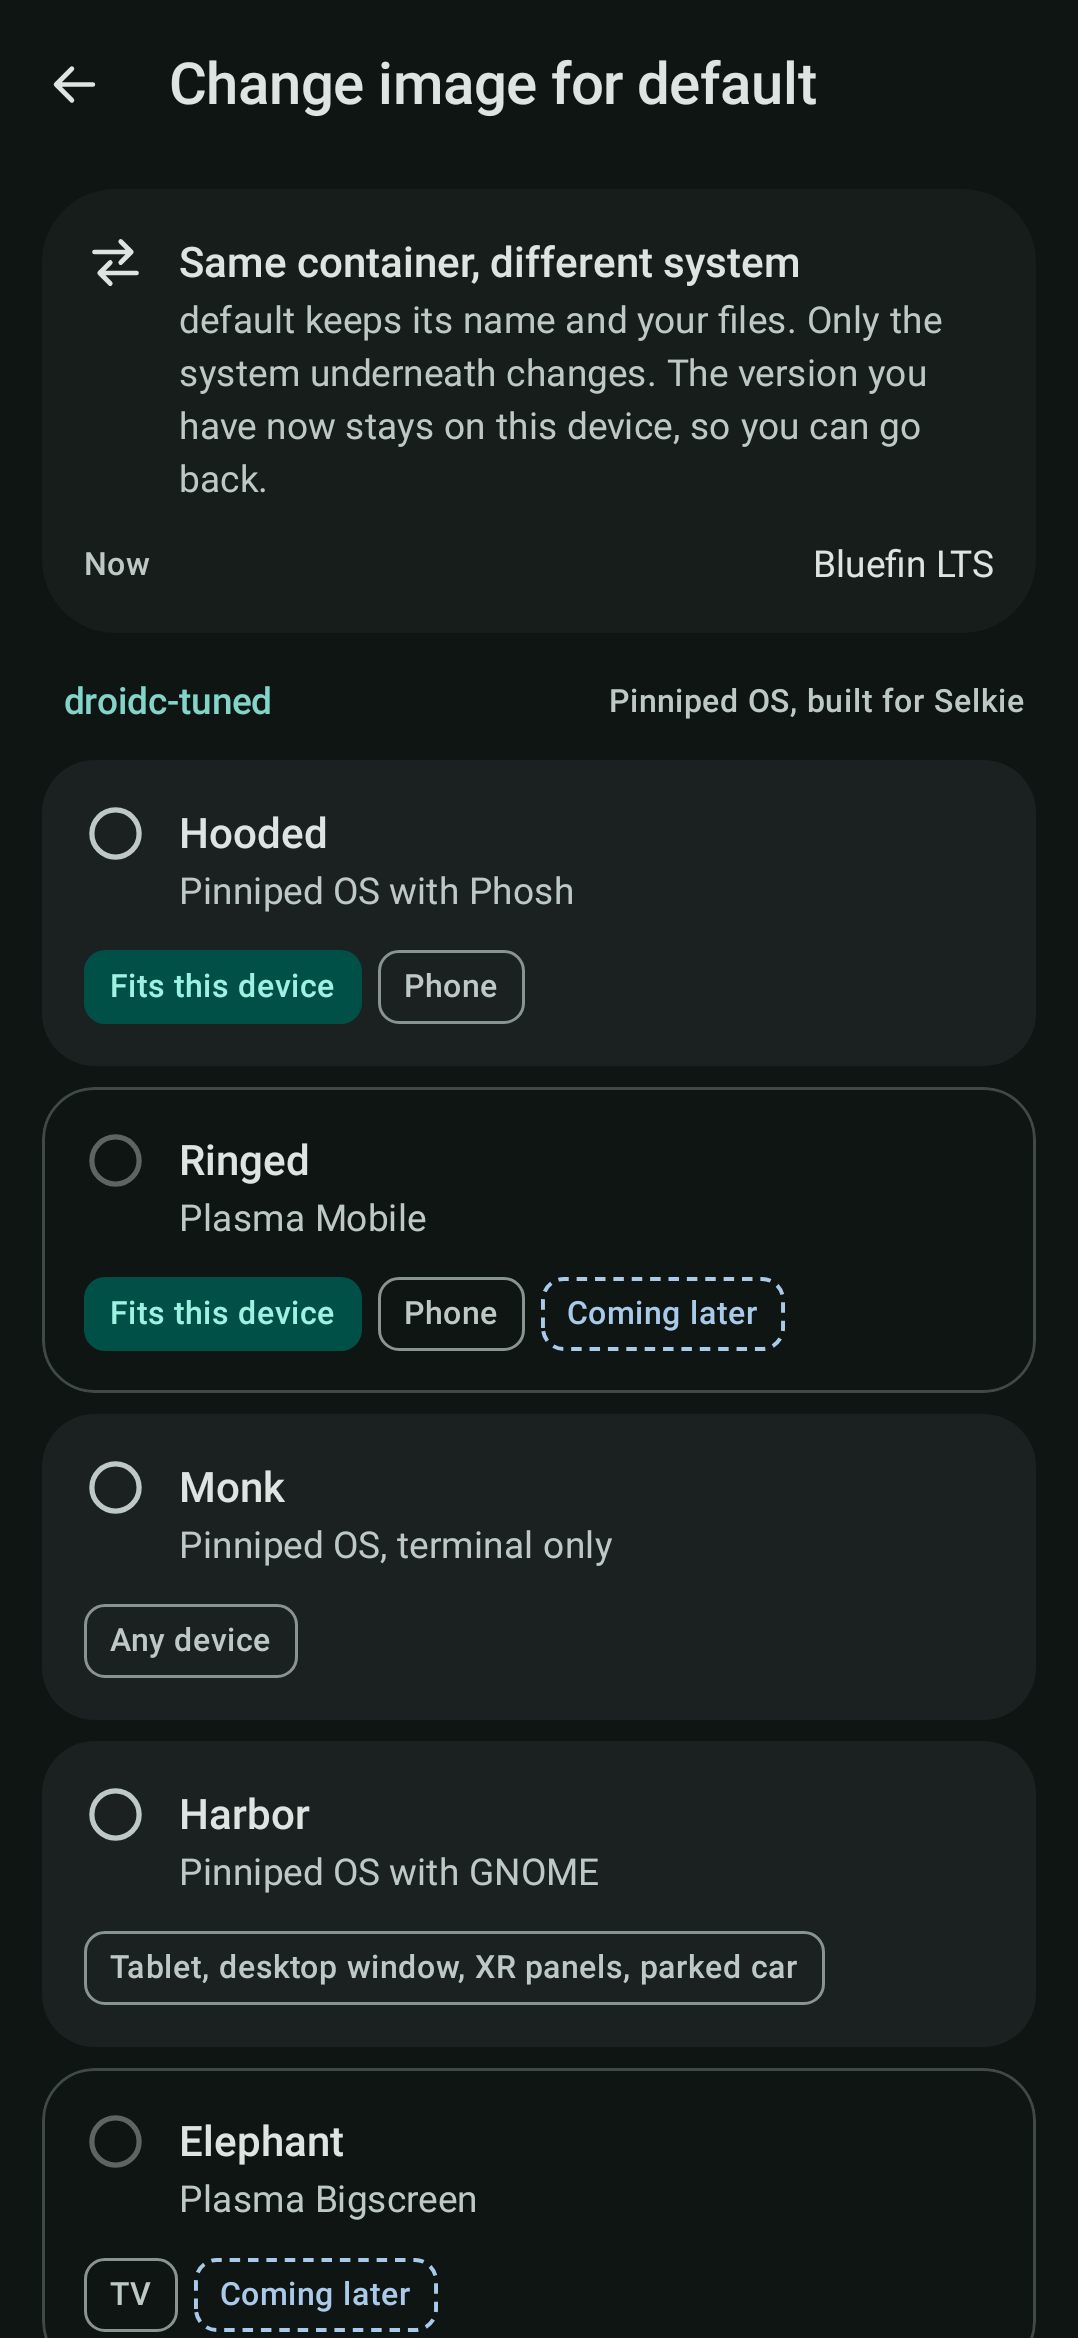 Change image for default
Same container, different system
default keeps its name and your files. Only the
system underneath changes. The version you
have now stays on this device, so you can go
back.
Now
Bluefin LTS
droidc-tuned
Pinniped OS, built for Selkie
Hooded
Pinniped OS with Phosh
Fits this device
Phone
Ringed
Plasma Mobile
Fits this device
Phone
Coming later
Monk
Pinniped OS, terminal only
Any device
Harbor
Pinniped OS with GNOME
Tablet, desktop window, XR panels, parked car
Elephant
Plasma Bigscreen
TV
Coming later